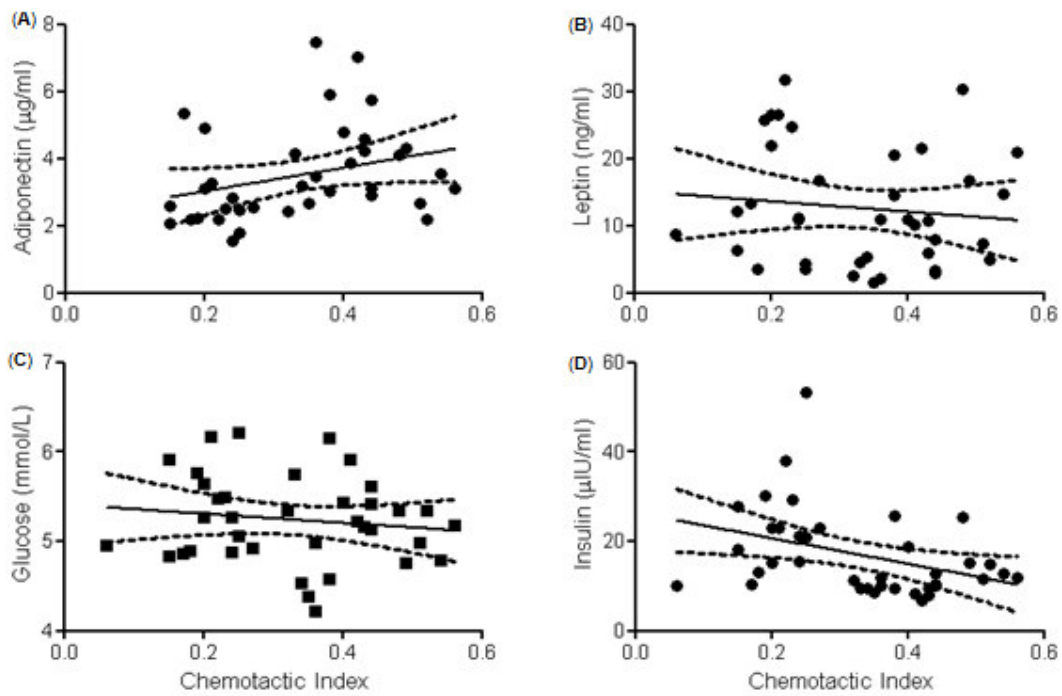 (A)
8
6
4
2
0
Adiponectin (µg/ml)
0.0 0.2 0.4 0.6
(B)
40
30
20
10
0
Leptin (ng/ml)
0.0 0.2 0.4 0.6
(C)
7
6
5
4
Glucose (mmol/L)
0.0 0.2 0.4 0.6
Chemotactic Index
(D)
60
40
20
0
Insulin (µIU/ml)
0.0 0.2 0.4 0.6
Chemotactic Index